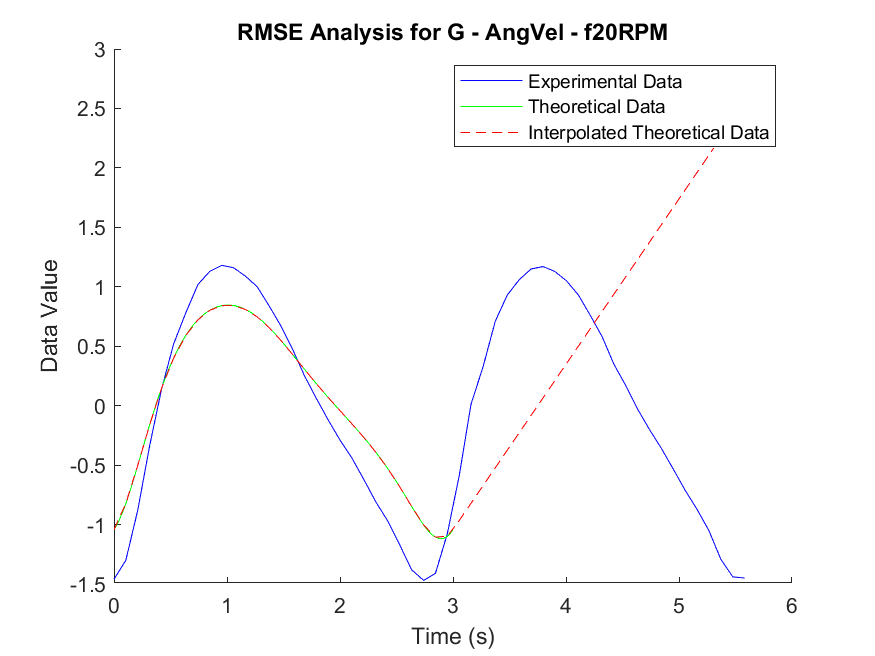 RMSE Analysis for G - AngVel - f20RPM
3
2.5
2
1.5
1
0.5
0
-0.5
-1
-1.5
Data Value
Experimental Data
Theoretical Data
Interpolated Theoretical Data
0 1 2 3 4 5 6
Time (s)